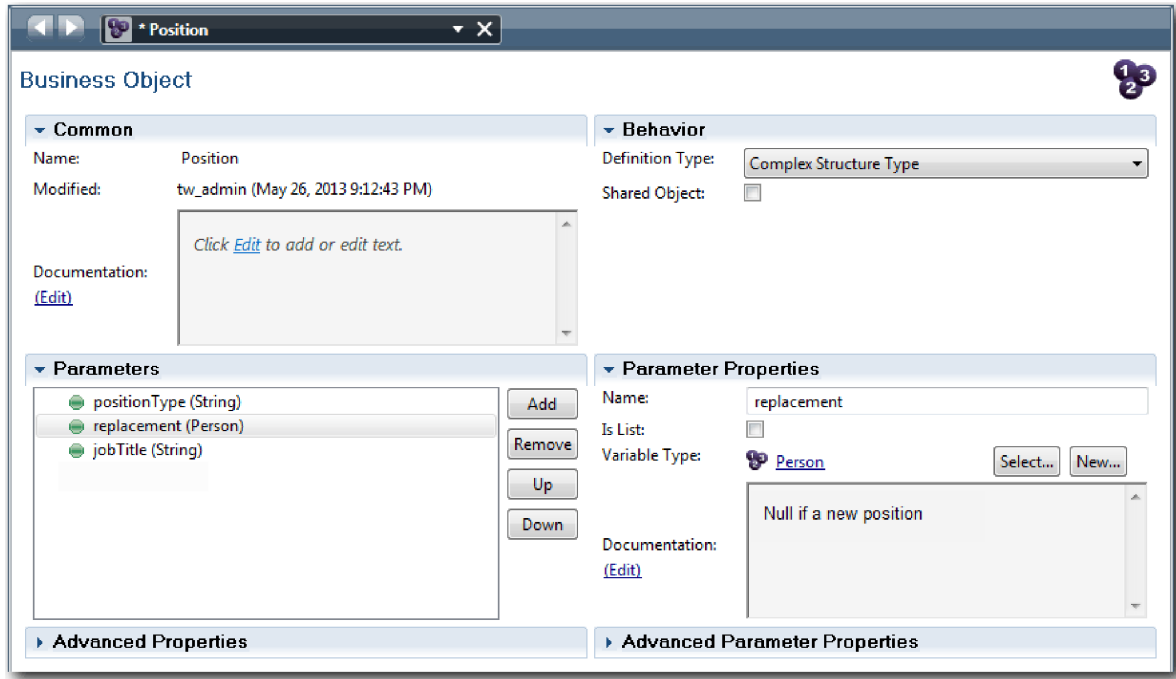 * Position
Business Object
Common
Name: Position
Modified: tw_admin (May 26, 2013 9:12:43 PM)
Click Edit to add or edit text.
Documentation:
(Edit)
Behavior
Definition Type: Complex Structure Type
Shared Object:
Parameters
positionType (String)
replacement (Person)
jobTitle (String)
Add
Remove
Up
Down
Parameter Properties
Name: replacement
Is List:
Variable Type: Person Select... New...
Null if a new position
Documentation:
(Edit)
Advanced Properties
Advanced Parameter Properties
1 2 3